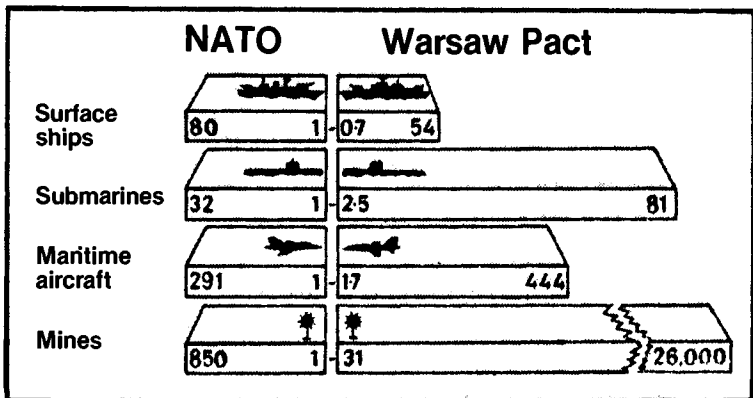 NATO Warsaw Pact
Surface
ships
80 1 - 0·7 54
Submarines
32 1 - 2·5 81
Maritime
aircraft
291 1 - 1·7 444
Mines
850 1 - 31 26,000